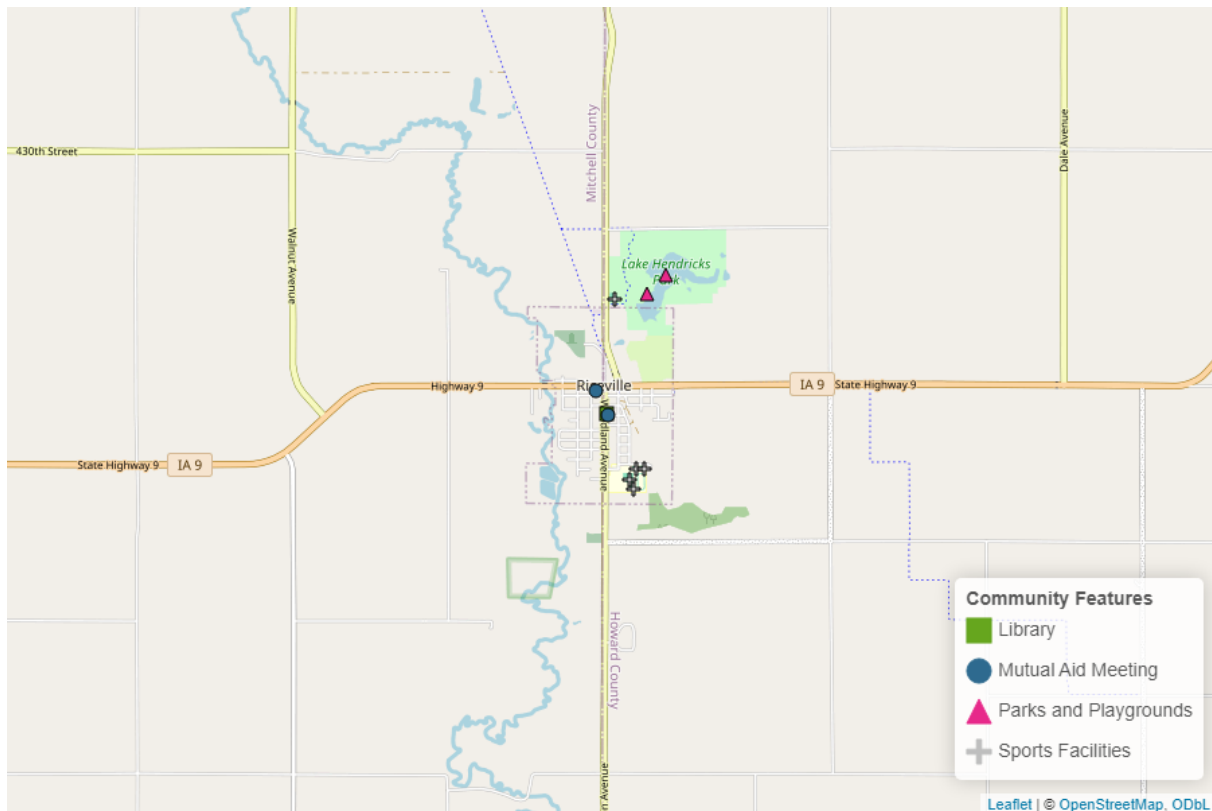 430th Street
Mitchell County
Dale Avenue
Walnut Avenue
Lake Hendricks
Park
Highway 9
IA 9
State Highway 9
State Highway 9
IA 9
Howard County
Community Features
Library
Mutual Aid Meeting
Parks and Playgrounds
Sports Facilities
Leaflet | © OpenStreetMap, ODbL